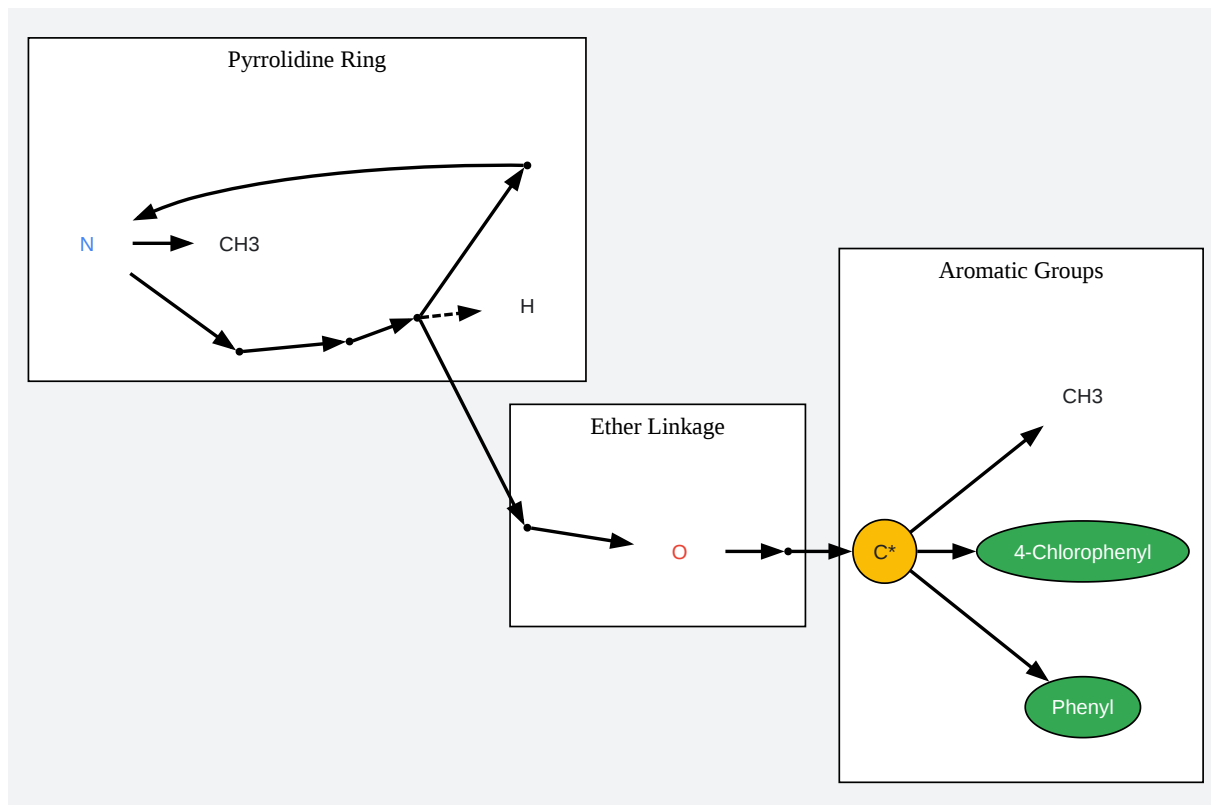 Pyrrolidine Ring
N
CH3
H
Ether Linkage
O
Aromatic Groups
CH3
C*
4-Chlorophenyl
Phenyl